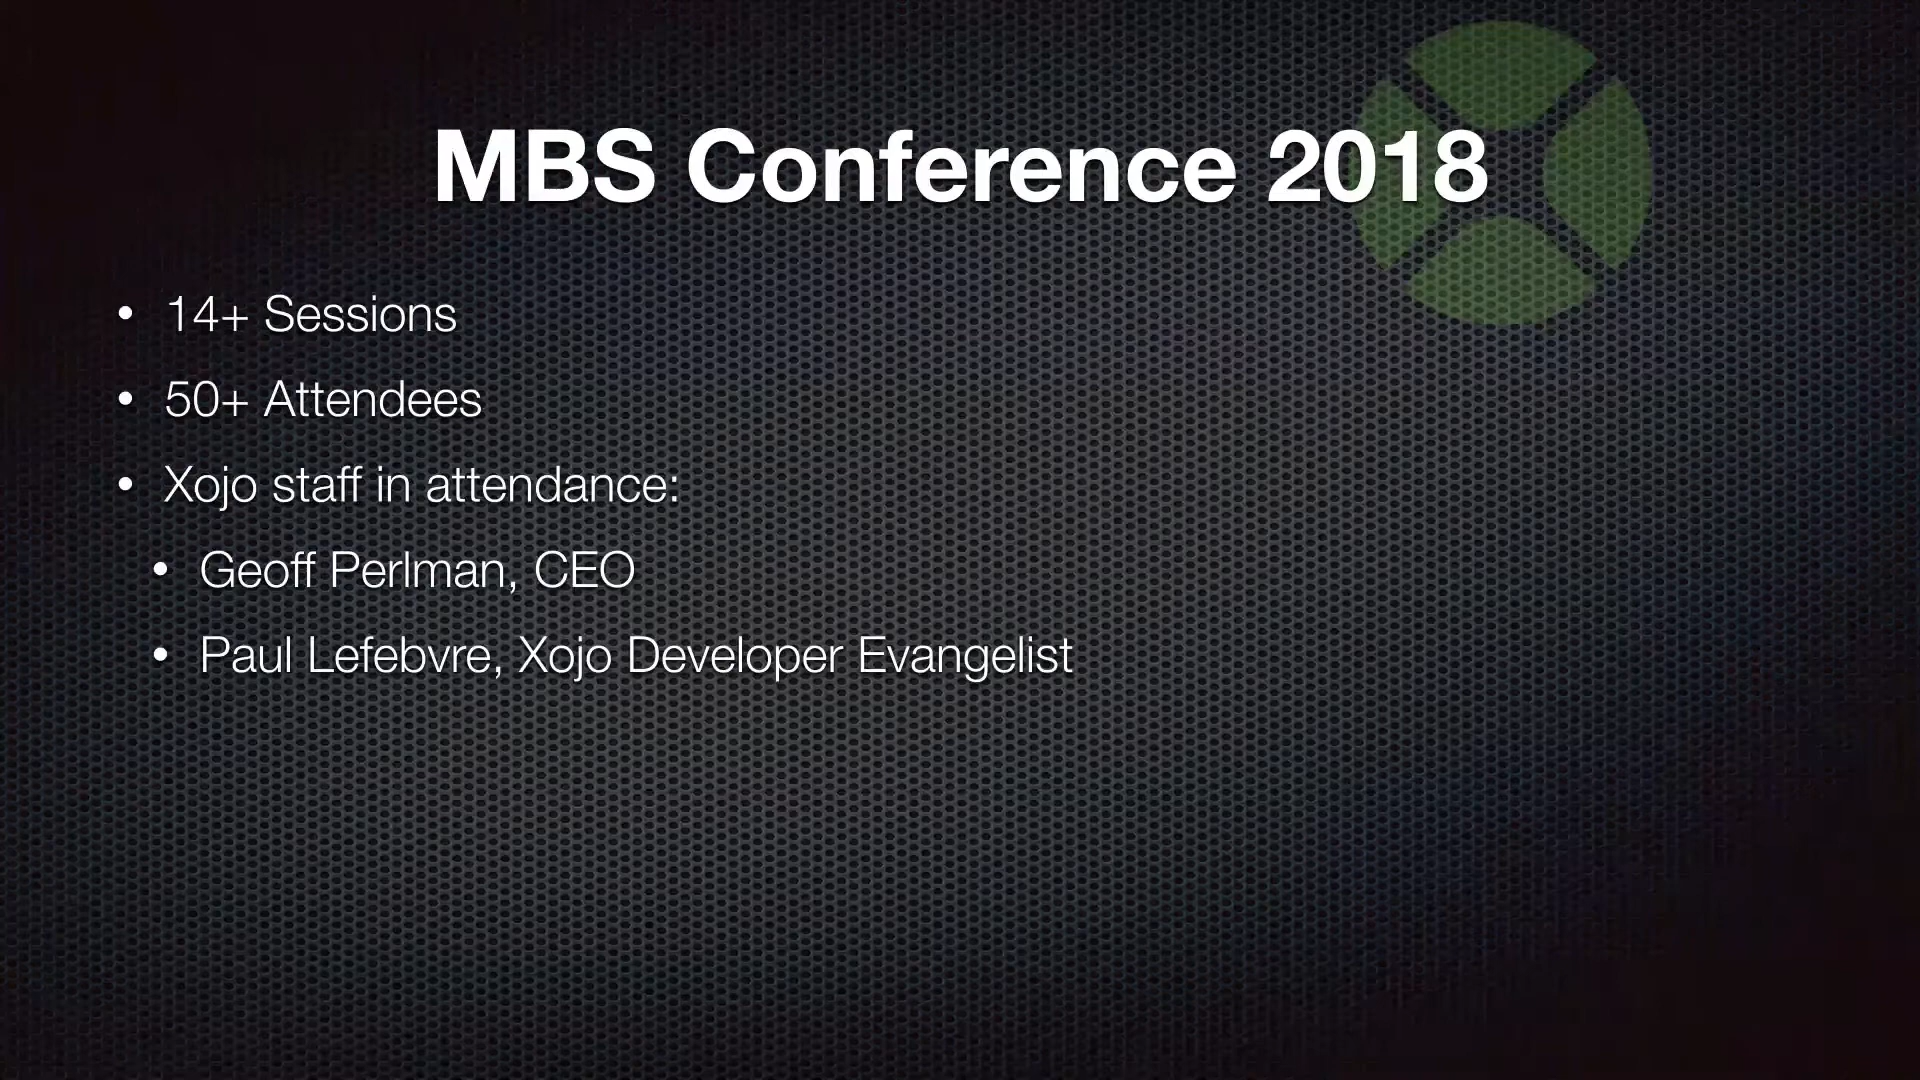 MBS Conference 2018
• 14+ Sessions
• 50+ Attendees
• Xojo staff in attendance:
• Geoff Perlman, CEO
• Paul Lefebvre, Xojo Developer Evangelist